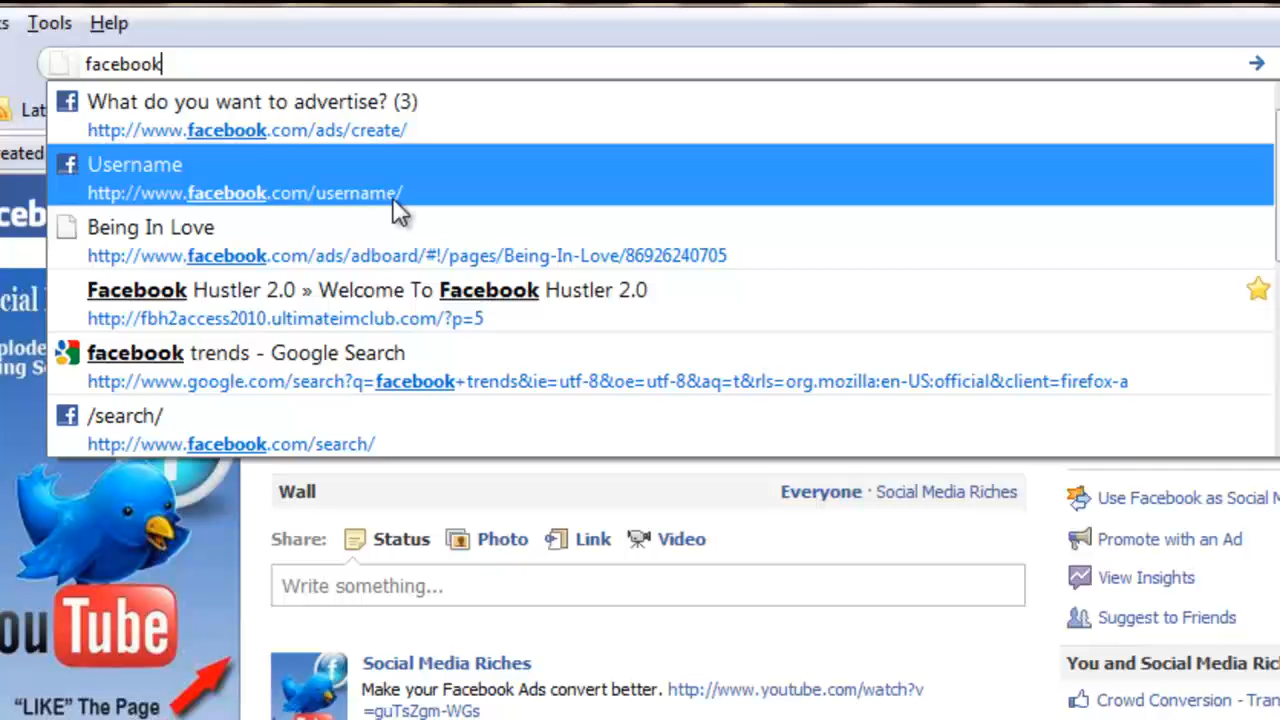 s Tools Help
facebook
What do you want to advertise? (3)
http://www.facebook.com/ads/create/
Lat
Username
http://www.facebook.com/username/
eated
Being In Love
http://www.facebook.com/ads/adboard/#!/pages/Being-In-Love/86926240705
ceb
Facebook Hustler 2.0 » Welcome To Facebook Hustler 2.0
http://fbh2access2010.ultimateimclub.com/?p=5
cial
facebook trends - Google Search
http://www.google.com/search?q=facebook+trends&ie=utf-8&oe=utf-8&aq=t&rls=org.mozilla:en-US:official&client=firefox-a
plode
ing Se
/search/
http://www.facebook.com/search/
Wall
Everyone · Social Media Riches
Share: Status Photo Link Video
Write something...
Use Facebook as Social M
Promote with an Ad
View Insights
Suggest to Friends
ou Tube
"LIKE" The Page
Social Media Riches
Make your Facebook Ads convert better. http://www.youtube.com/watch?v
=guTsZgm-WGs
You and Social Media Ric
Crowd Conversion - Tran